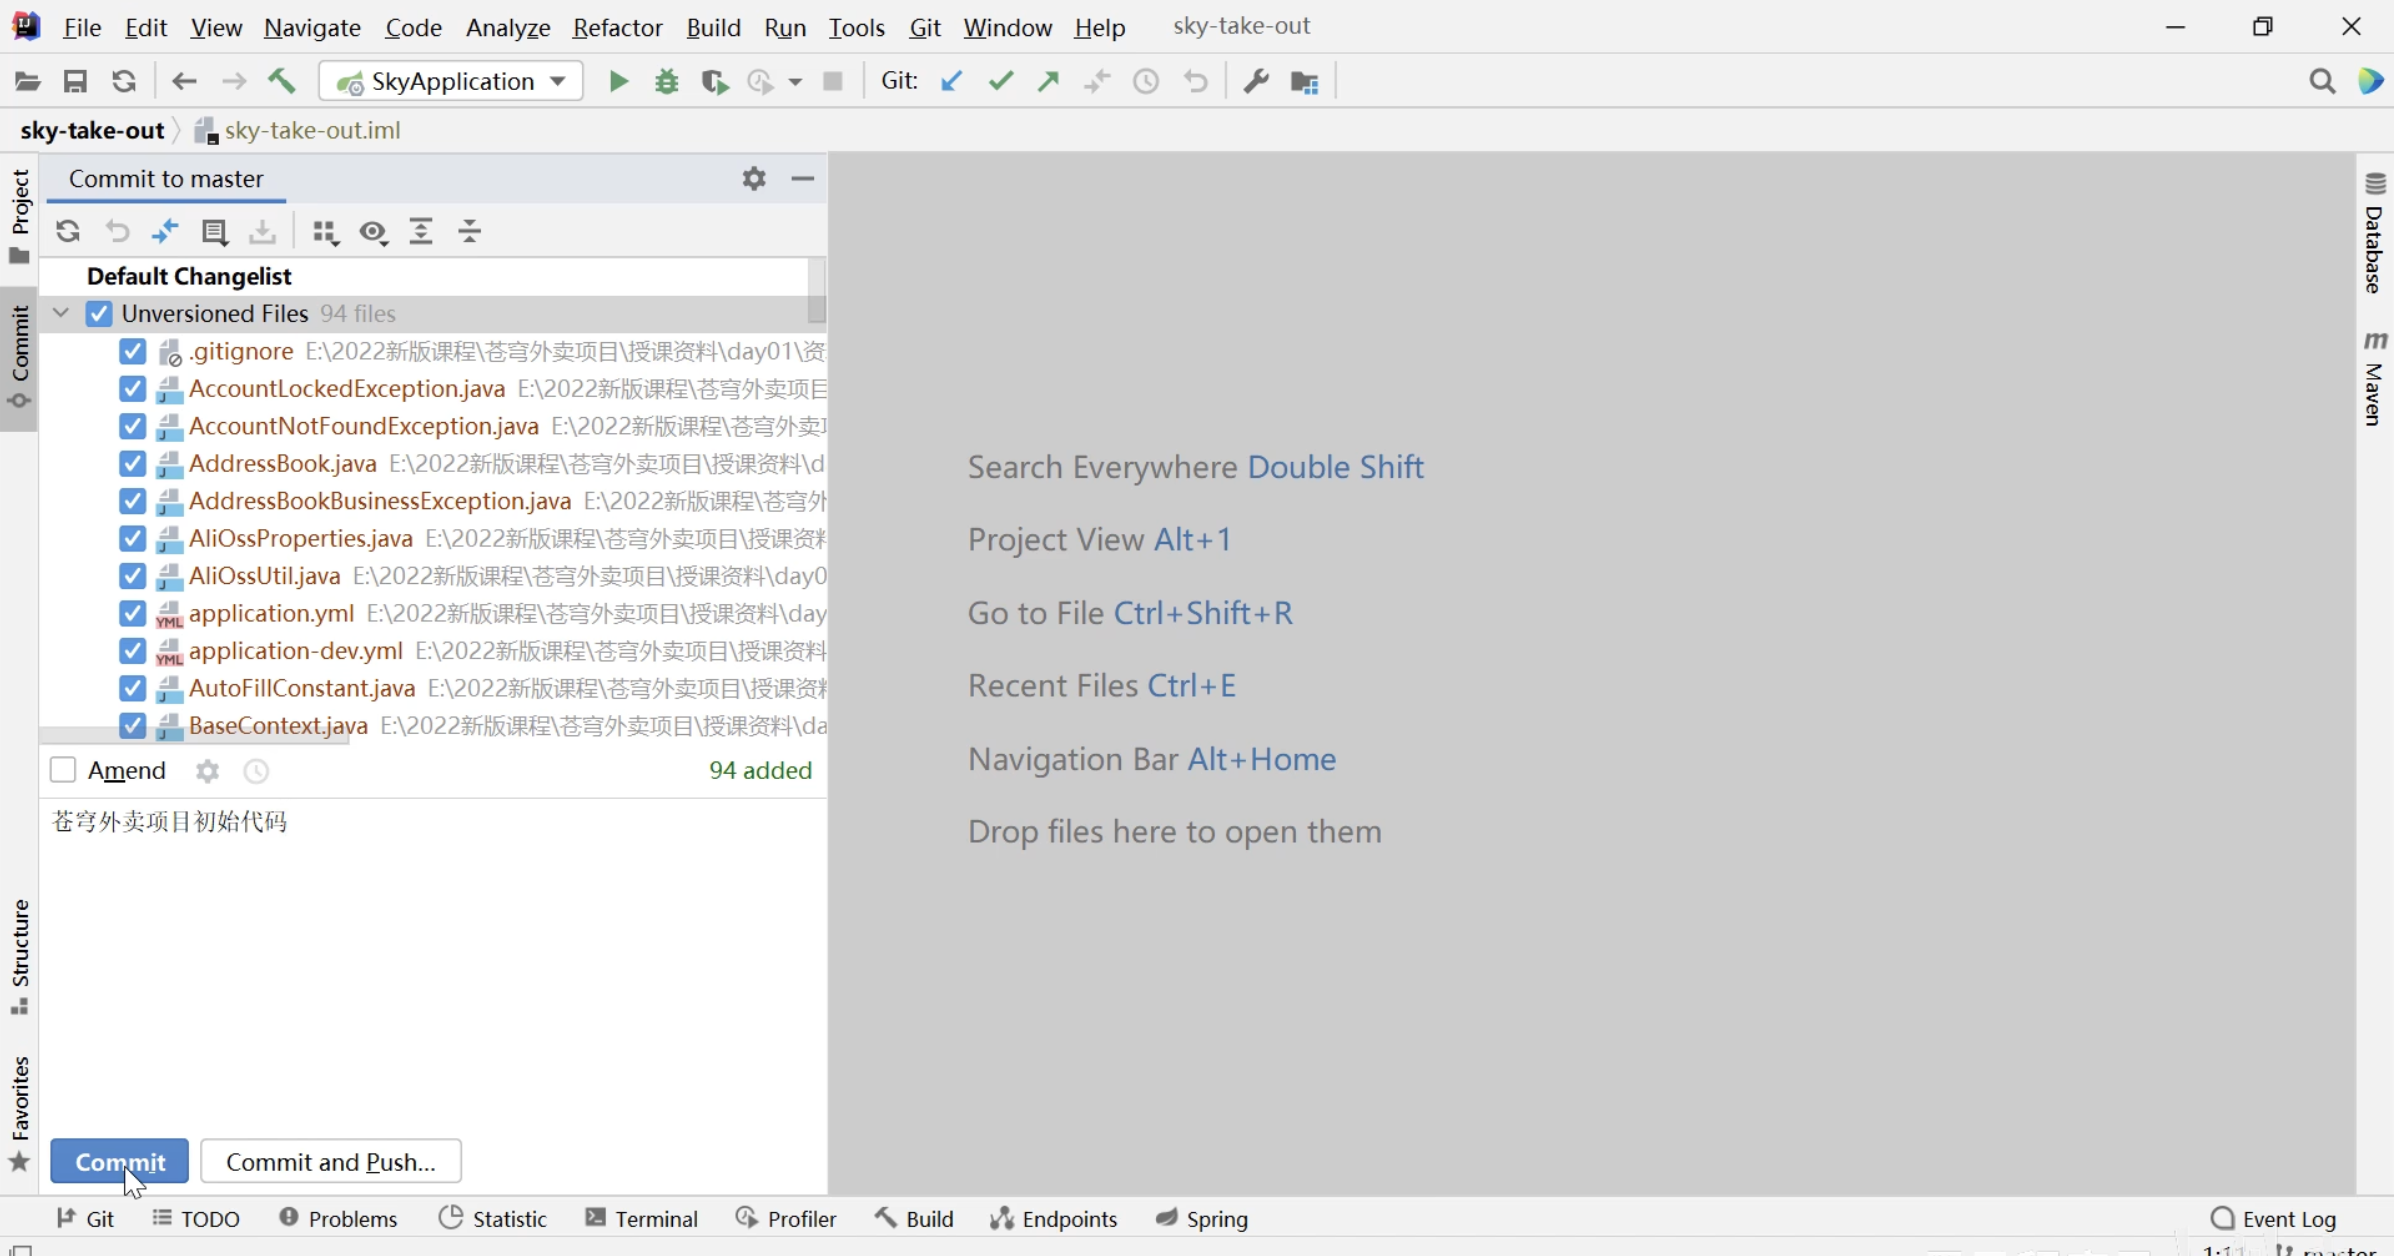 File Edit View Navigate Code Analyze Refactor Build Run Tools Git Window Help sky-take-out
SkyApplication Git:
sky-take-out sky-take-out.iml
Project
Commit
Structure
Favorites
Commit to master
Default Changelist
Unversioned Files 94 files
.gitignore E:\2022新版课程\苍穹外卖项目\授课资料\day01\资
AccountLockedException.java E:\2022新版课程\苍穹外卖项目
AccountNotFoundException.java E:\2022新版课程\苍穹外卖
AddressBook.java E:\2022新版课程\苍穹外卖项目\授课资料\d
AddressBookBusinessException.java E:\2022新版课程\苍穹外
AliOssProperties.java E:\2022新版课程\苍穹外卖项目\授课资料
AliOssUtil.java E:\2022新版课程\苍穹外卖项目\授课资料\day0
application.yml E:\2022新版课程\苍穹外卖项目\授课资料\day
application-dev.yml E:\2022新版课程\苍穹外卖项目\授课资料
AutoFillConstant.java E:\2022新版课程\苍穹外卖项目\授课资料
BaseContext.java E:\2022新版课程\苍穹外卖项目\授课资料\da
Amend 94 added
苍穹外卖项目初始代码
Commit Commit and Push...
Search Everywhere Double Shift
Project View Alt+1
Go to File Ctrl+Shift+R
Recent Files Ctrl+E
Navigation Bar Alt+Home
Drop files here to open them
Database
m Maven
Git TODO Problems Statistic Terminal Profiler Build Endpoints Spring Event Log
master